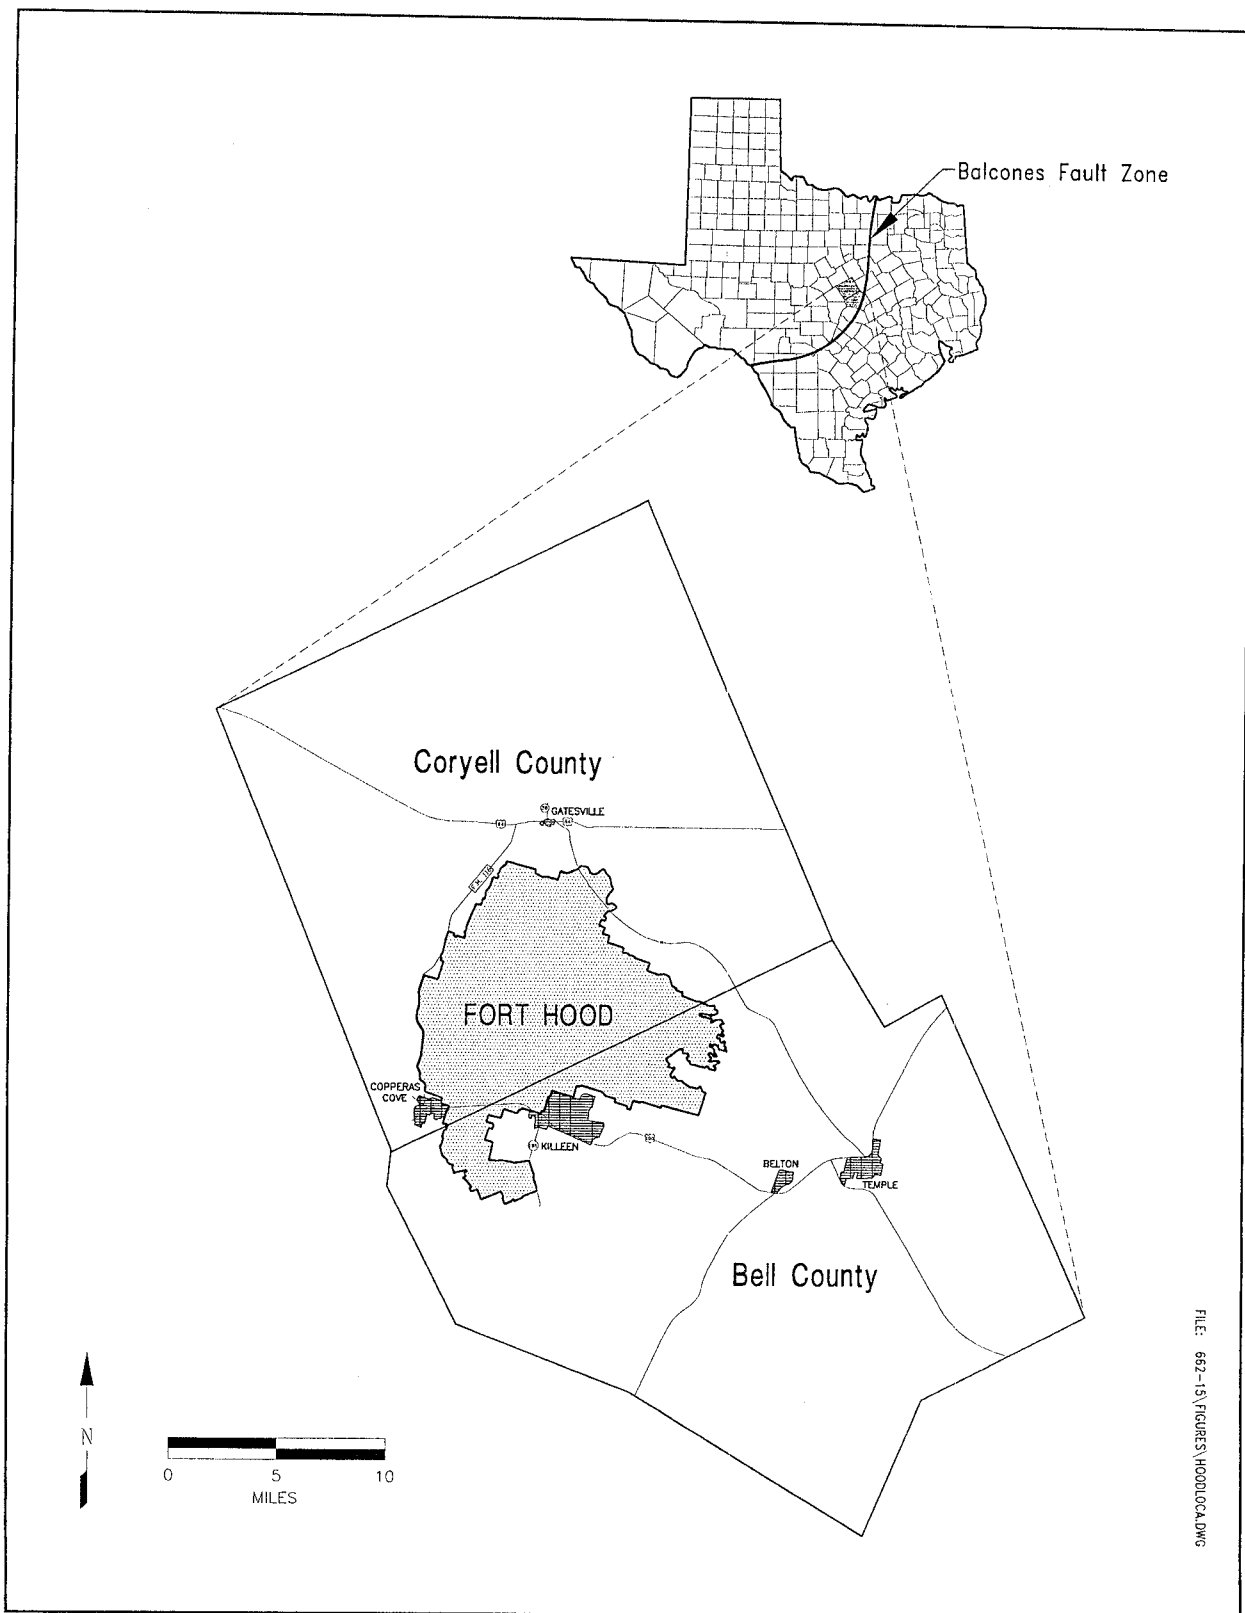 Balcones Fault Zone
Coryell County
GATESVILLE
F.M. 116
FORT HOOD
COPPERAS
COVE
KILLEEN
BELTON
TEMPLE
Bell County
N
0 5 10
MILES
FILE: 662-15\FIGURES\HOODLOCA.DWG